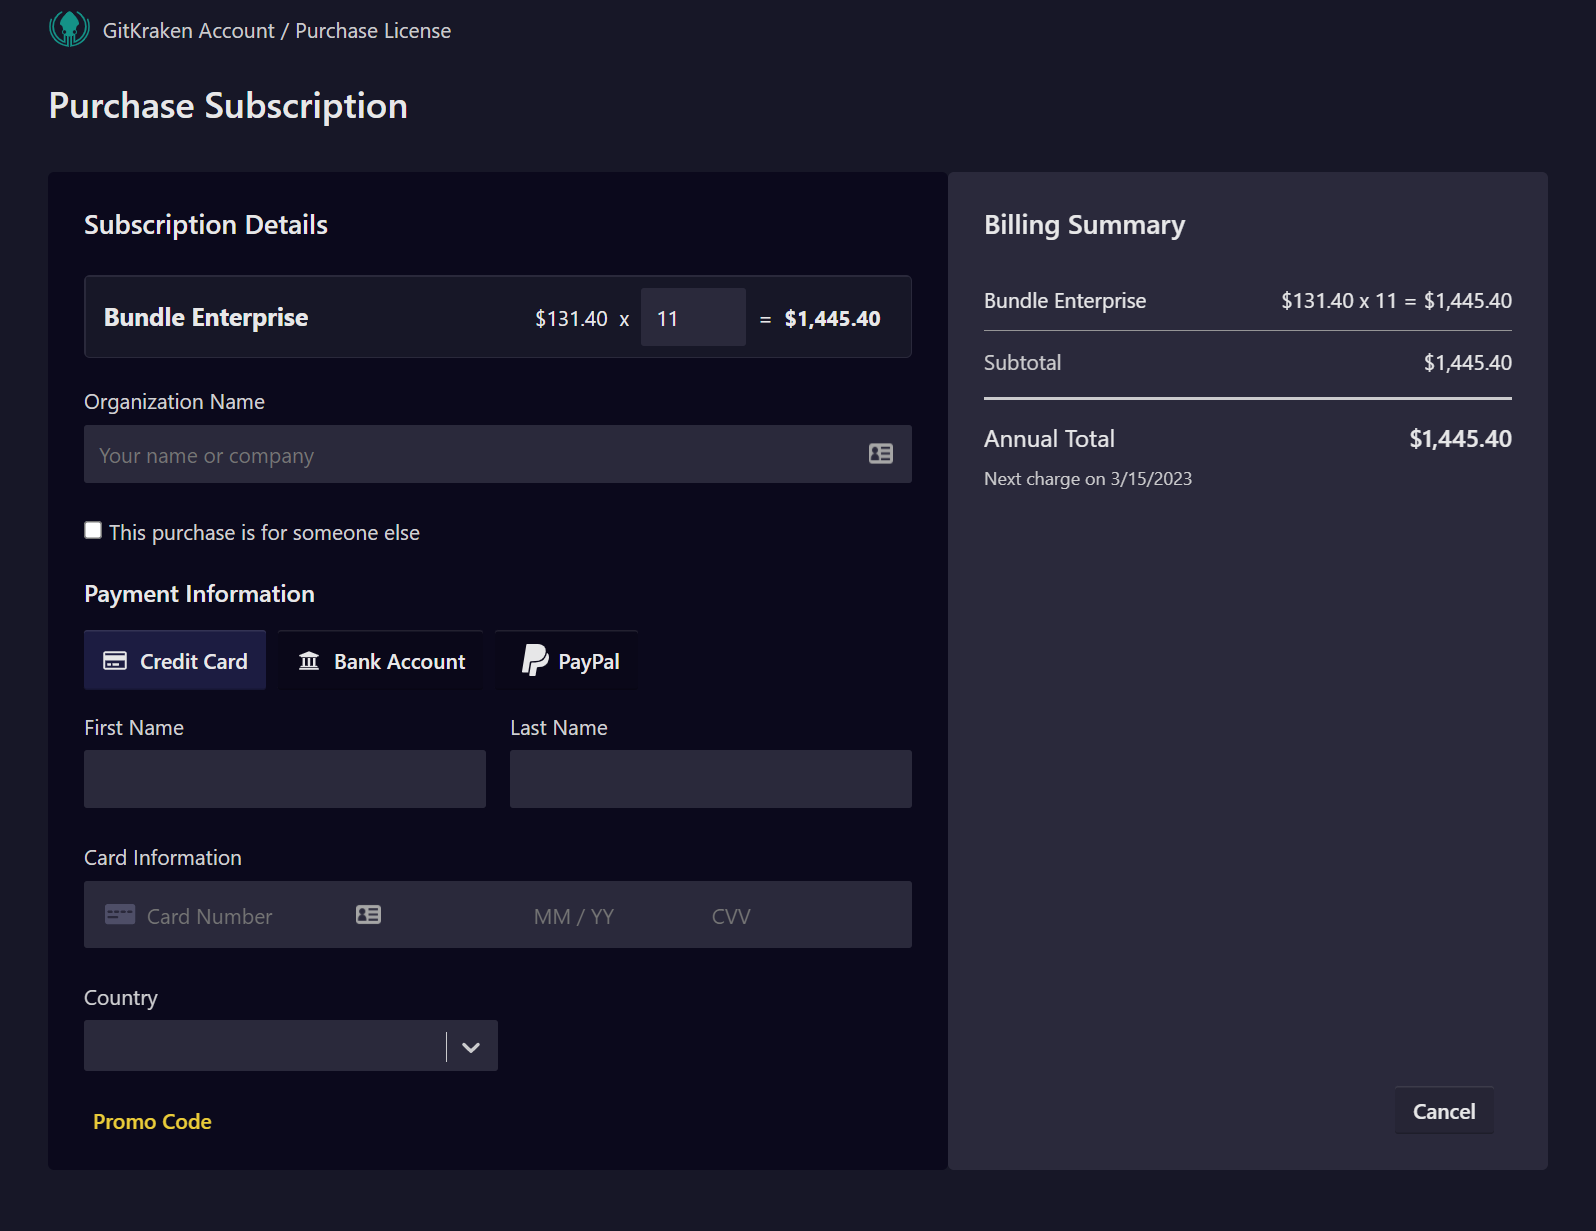 GitKraken Account / Purchase License
Purchase Subscription
Subscription Details
Bundle Enterprise $131.40 x 11 = $1,445.40
Organization Name
Your name or company
This purchase is for someone else
Payment Information
Credit Card Bank Account PayPal
First Name Last Name
Card Information
Card Number MM / YY CVV
Country
Promo Code
Billing Summary
Bundle Enterprise $131.40 x 11 = $1,445.40
Subtotal $1,445.40
Annual Total $1,445.40
Next charge on 3/15/2023
Cancel